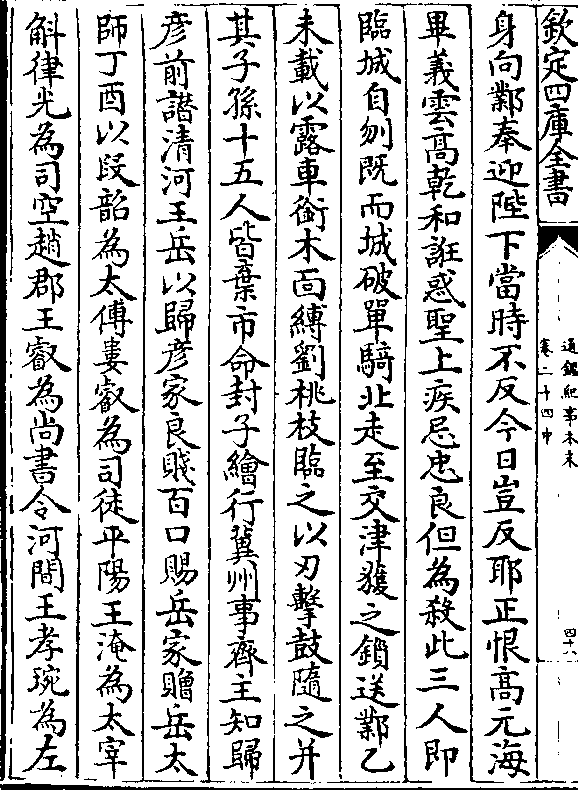 欽定四庫全書
通鑑紀事本末
卷二十四中
四十八
身向鄴奉迎陛下當時不反今日豈反耶正恨髙元海
畢義雲髙乾和誑惑聖上疾忌忠良但為殺此三人即
臨城自刎既而城破單騎北走至交津獲之鎖送鄴乙
未載以露車銜木面縛劉桃枝臨之以刃擊鼓隨之并
其子孫十五人皆棄市命封子繪行冀州事齊主知歸
彦前譖清河王岳以歸彦家良賤百口賜岳家贈岳太
師丁酉以段韶為太傅婁叡為司徒平陽王淹為太宰
斛律光為司空趙郡王叡為尚書令河間王孝琬為左